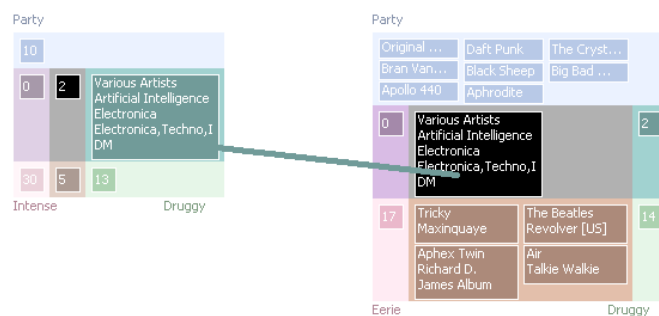 Party
10
0
2
Various Artists
Artificial Intelligence
Electronica
Electronica,Techno,I
DM
30
5
13
Intense
Druggy
Party
Original ...
Daft Punk
The Cryst...
Bran Van...
Black Sheep
Big Bad ...
Apollo 440
Aphrodite
0
Various Artists
Artificial Intelligence
Electronica
Electronica,Techno,I
DM
2
17
Tricky
Maxinquaye
The Beatles
Revolver [US]
14
Aphex Twin
Richard D.
James Album
Air
Talkie Walkie
Eerie
Druggy